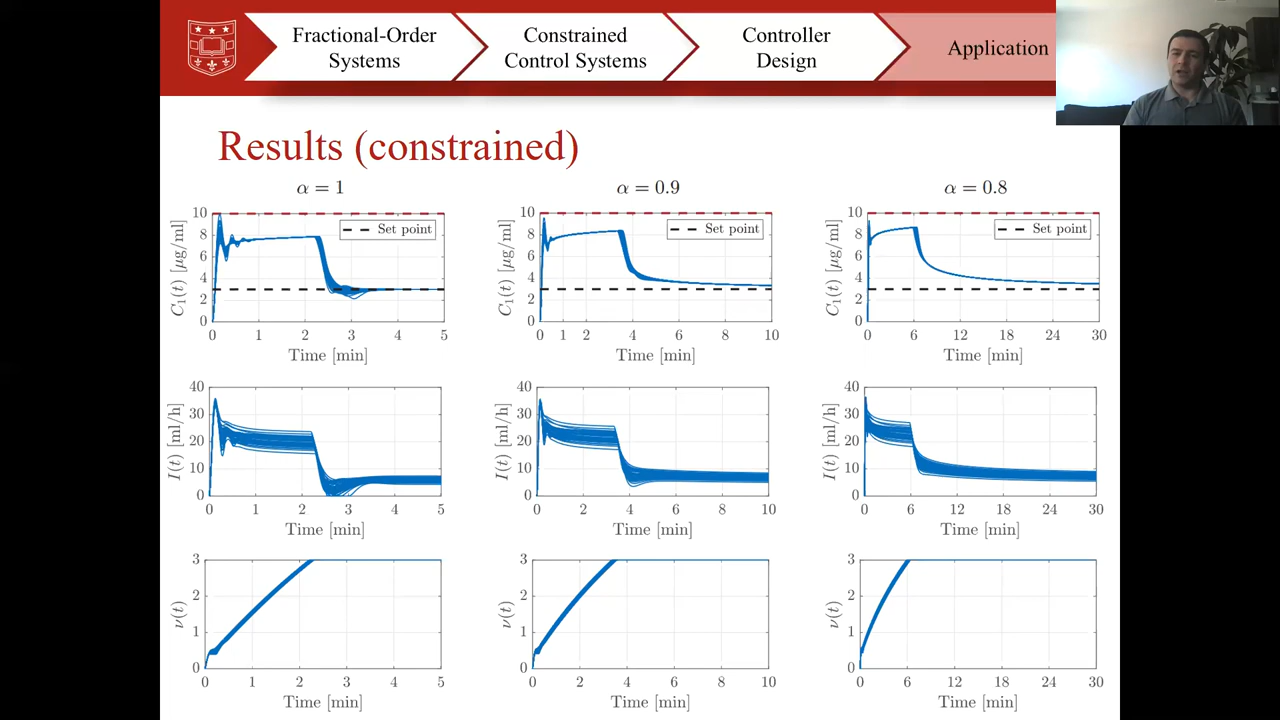 Fractional-Order
Systems
Constrained
Control Systems
Controller
Design
Application
Results (constrained)
α = 1
α = 0.9
α = 0.8
10
8
6
4
2
0
C₁(t) [µg/ml]
Set point
0 1 2 3 4 5
Time [min]
10
8
6
4
2
0
C₁(t) [µg/ml]
Set point
0 1 2 4 6 8 10
Time [min]
10
8
6
4
2
0
C₁(t) [µg/ml]
Set point
0 6 12 18 24 30
Time [min]
40
30
20
10
0
I(t) [ml/h]
0 1 2 3 4 5
Time [min]
40
30
20
10
0
I(t) [ml/h]
0 2 4 6 8 10
Time [min]
40
30
20
10
0
I(t) [ml/h]
0 6 12 18 24 30
Time [min]
3
2
1
0
ν(t)
0 1 2 3 4 5
Time [min]
3
2
1
0
ν(t)
0 2 4 6 8 10
Time [min]
3
2
1
0
ν(t)
0 6 12 18 24 30
Time [min]